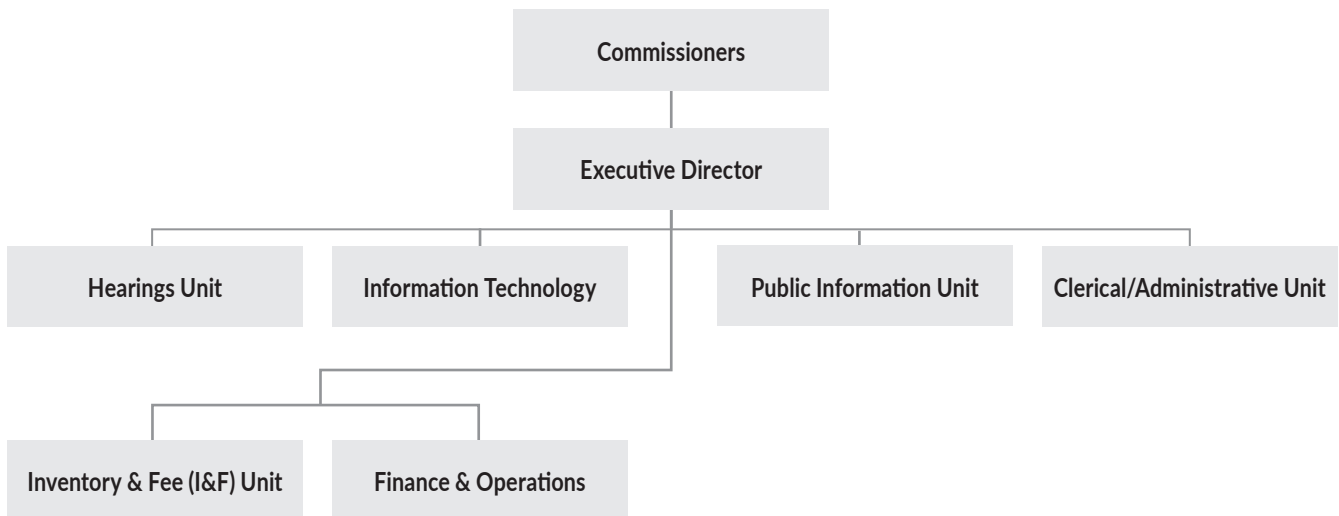 Commissioners
Executive Director
Hearings Unit
Information Technology
Public Information Unit
Clerical/Administrative Unit
Inventory & Fee (I&F) Unit
Finance & Operations